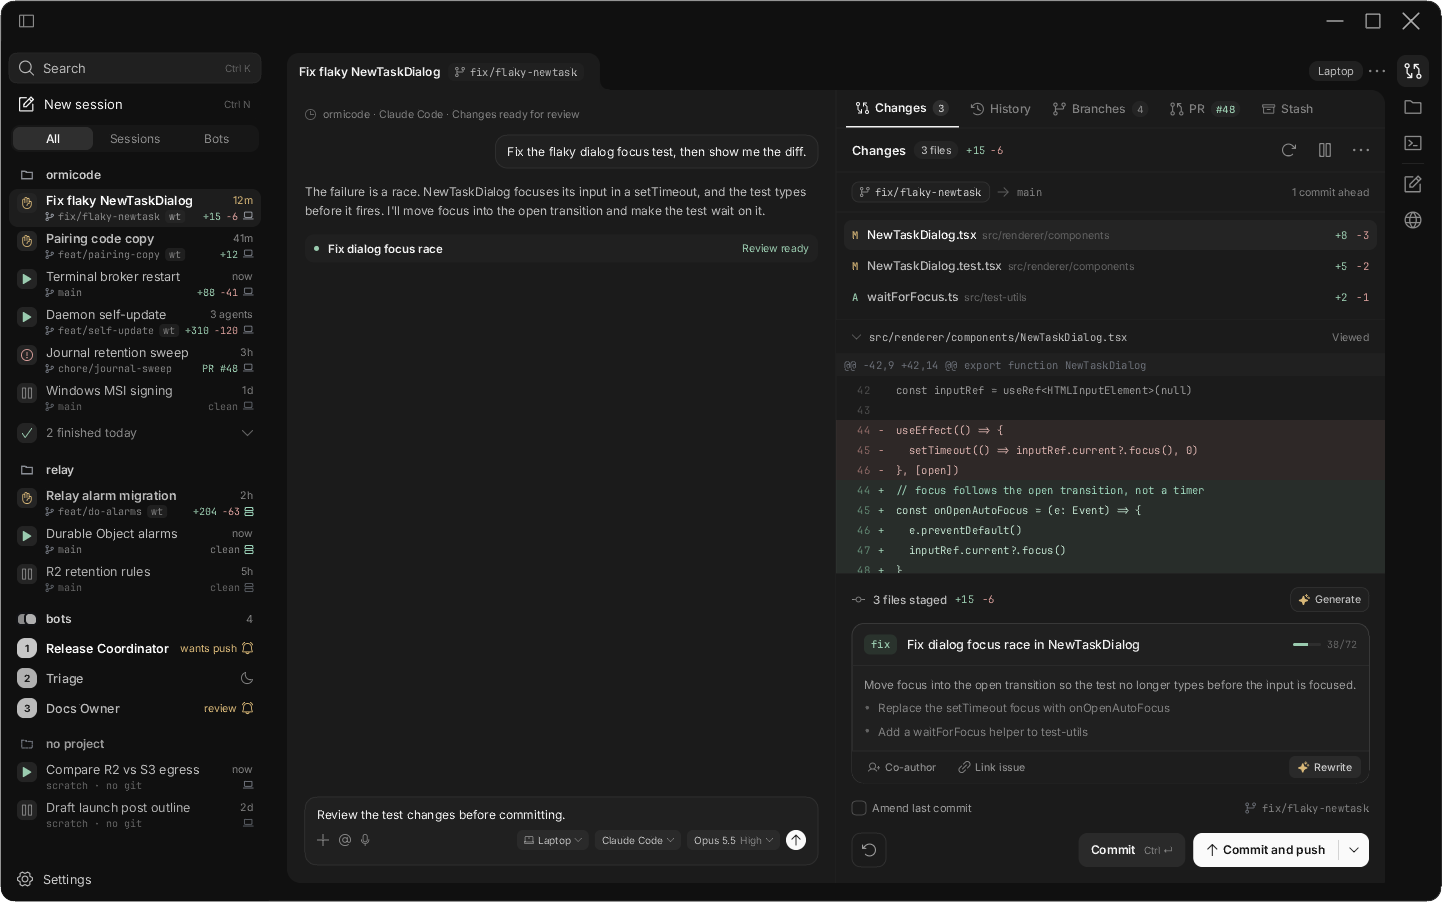 Search Ctrl K
New session Ctrl N
All Sessions Bots
ormicode
Fix flaky NewTaskDialog 12m
fix/flaky-newtask wt +15 -6
Pairing code copy 41m
feat/pairing-copy wt +12
Terminal broker restart now
main +88 -41
Daemon self-update 3 agents
feat/self-update wt +310 -120
Journal retention sweep 3h
chore/journal-sweep PR #48
Windows MSI signing 1d
main clean
2 finished today
relay
Relay alarm migration 2h
feat/do-alarms wt +204 -63
Durable Object alarms now
main clean
R2 retention rules 5h
main clean
bots 4
1 Release Coordinator wants push
2 Triage
3 Docs Owner review
no project
Compare R2 vs S3 egress now
scratch · no git
Draft launch post outline 2d
scratch · no git
Settings
Fix flaky NewTaskDialog fix/flaky-newtask
Laptop
ormicode · Claude Code · Changes ready for review
Fix the flaky dialog focus test, then show me the diff.
The failure is a race. NewTaskDialog focuses its input in a setTimeout, and the test types
before it fires. I'll move focus into the open transition and make the test wait on it.
Fix dialog focus race Review ready
Review the test changes before committing.
Laptop Claude Code Opus 5.5 High
Changes 3 History Branches 4 PR #48 Stash
Changes 3 files +15 -6
fix/flaky-newtask → main 1 commit ahead
M NewTaskDialog.tsx src/renderer/components +8 -3
M NewTaskDialog.test.tsx src/renderer/components +5 -2
A waitForFocus.ts src/test-utils +2 -1
src/renderer/components/NewTaskDialog.tsx Viewed
@@ -42,9 +42,14 @@ export function NewTaskDialog
42 const inputRef = useRef<HTMLInputElement>(null)
43
44 - useEffect(() => {
45 - setTimeout(() => inputRef.current?.focus(), 0)
46 - }, [open])
44 + // focus follows the open transition, not a timer
45 + const onOpenAutoFocus = (e: Event) => {
46 + e.preventDefault()
47 + inputRef.current?.focus()
48 + }
3 files staged +15 -6 Generate
fix Fix dialog focus race in NewTaskDialog 38/72
Move focus into the open transition so the test no longer types before the input is focused.
• Replace the setTimeout focus with onOpenAutoFocus
• Add a waitForFocus helper to test-utils
Co-author Link issue Rewrite
Amend last commit fix/flaky-newtask
Commit Ctrl ↵ ↑ Commit and push